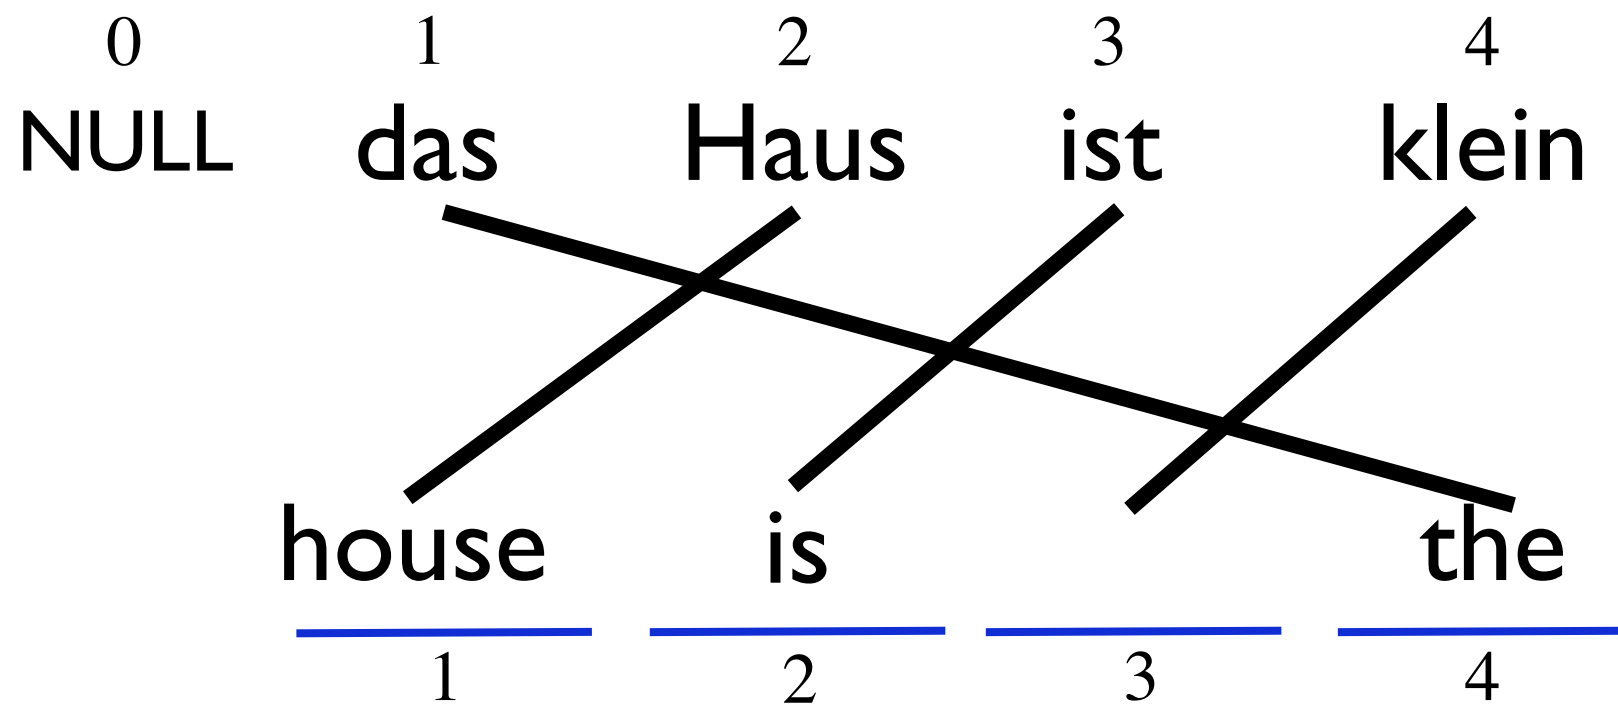 0 1 2 3 4
NULL das Haus ist klein
house is the
1 2 3 4